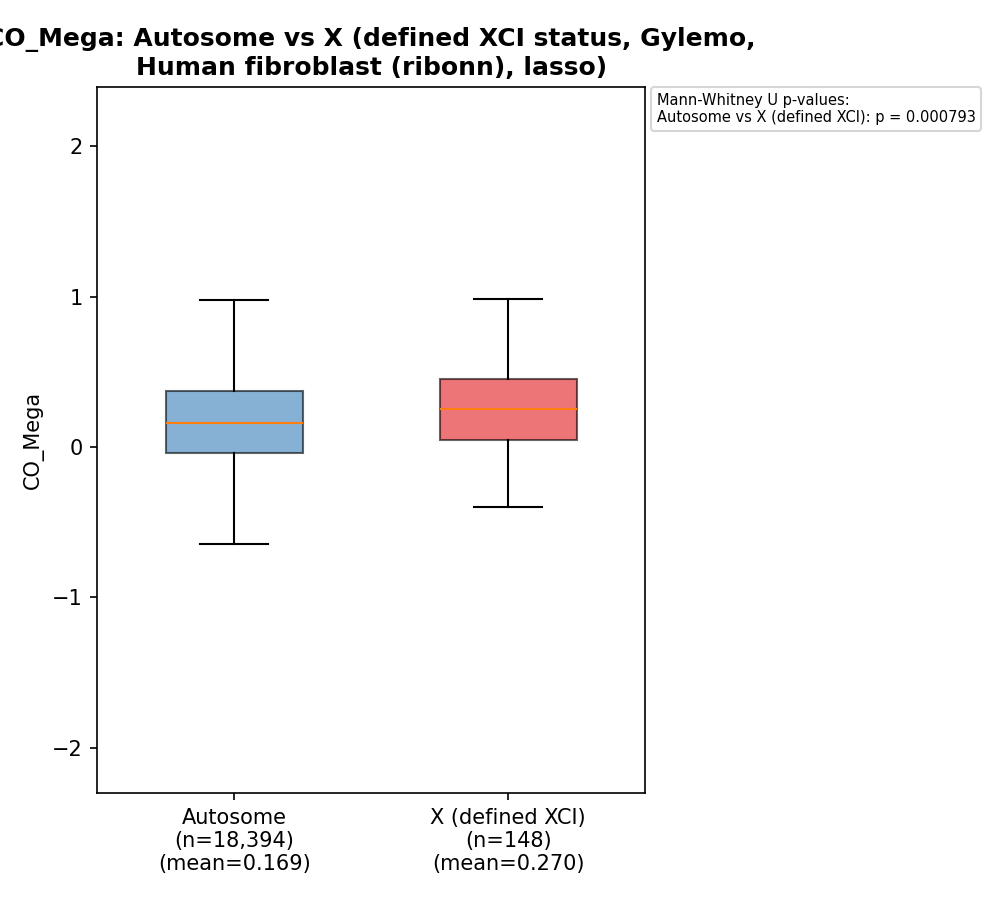 CO_Mega: Autosome vs X (defined XCI status, Gylemo,
Human fibroblast (ribonn), lasso)
Mann-Whitney U p-values:
Autosome vs X (defined XCI): p = 0.000793
2
1
0
−1
−2
CO_Mega
Autosome
(n=18,394)
(mean=0.169)
X (defined XCI)
(n=148)
(mean=0.270)